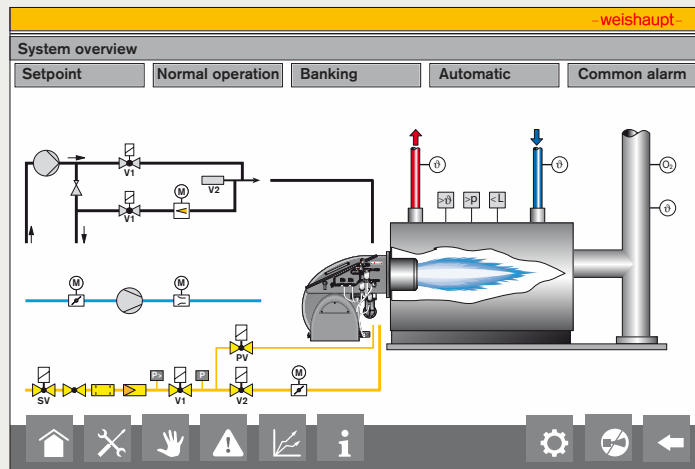 -weishaupt-
System overview
Setpoint
Normal operation
Banking
Automatic
Common alarm
V1
M
V2
V1
ϑ
ϑ
O₂
>ϑ
>p
<L
ϑ
M
M
M
PV
P>
P
SV
V1
V2